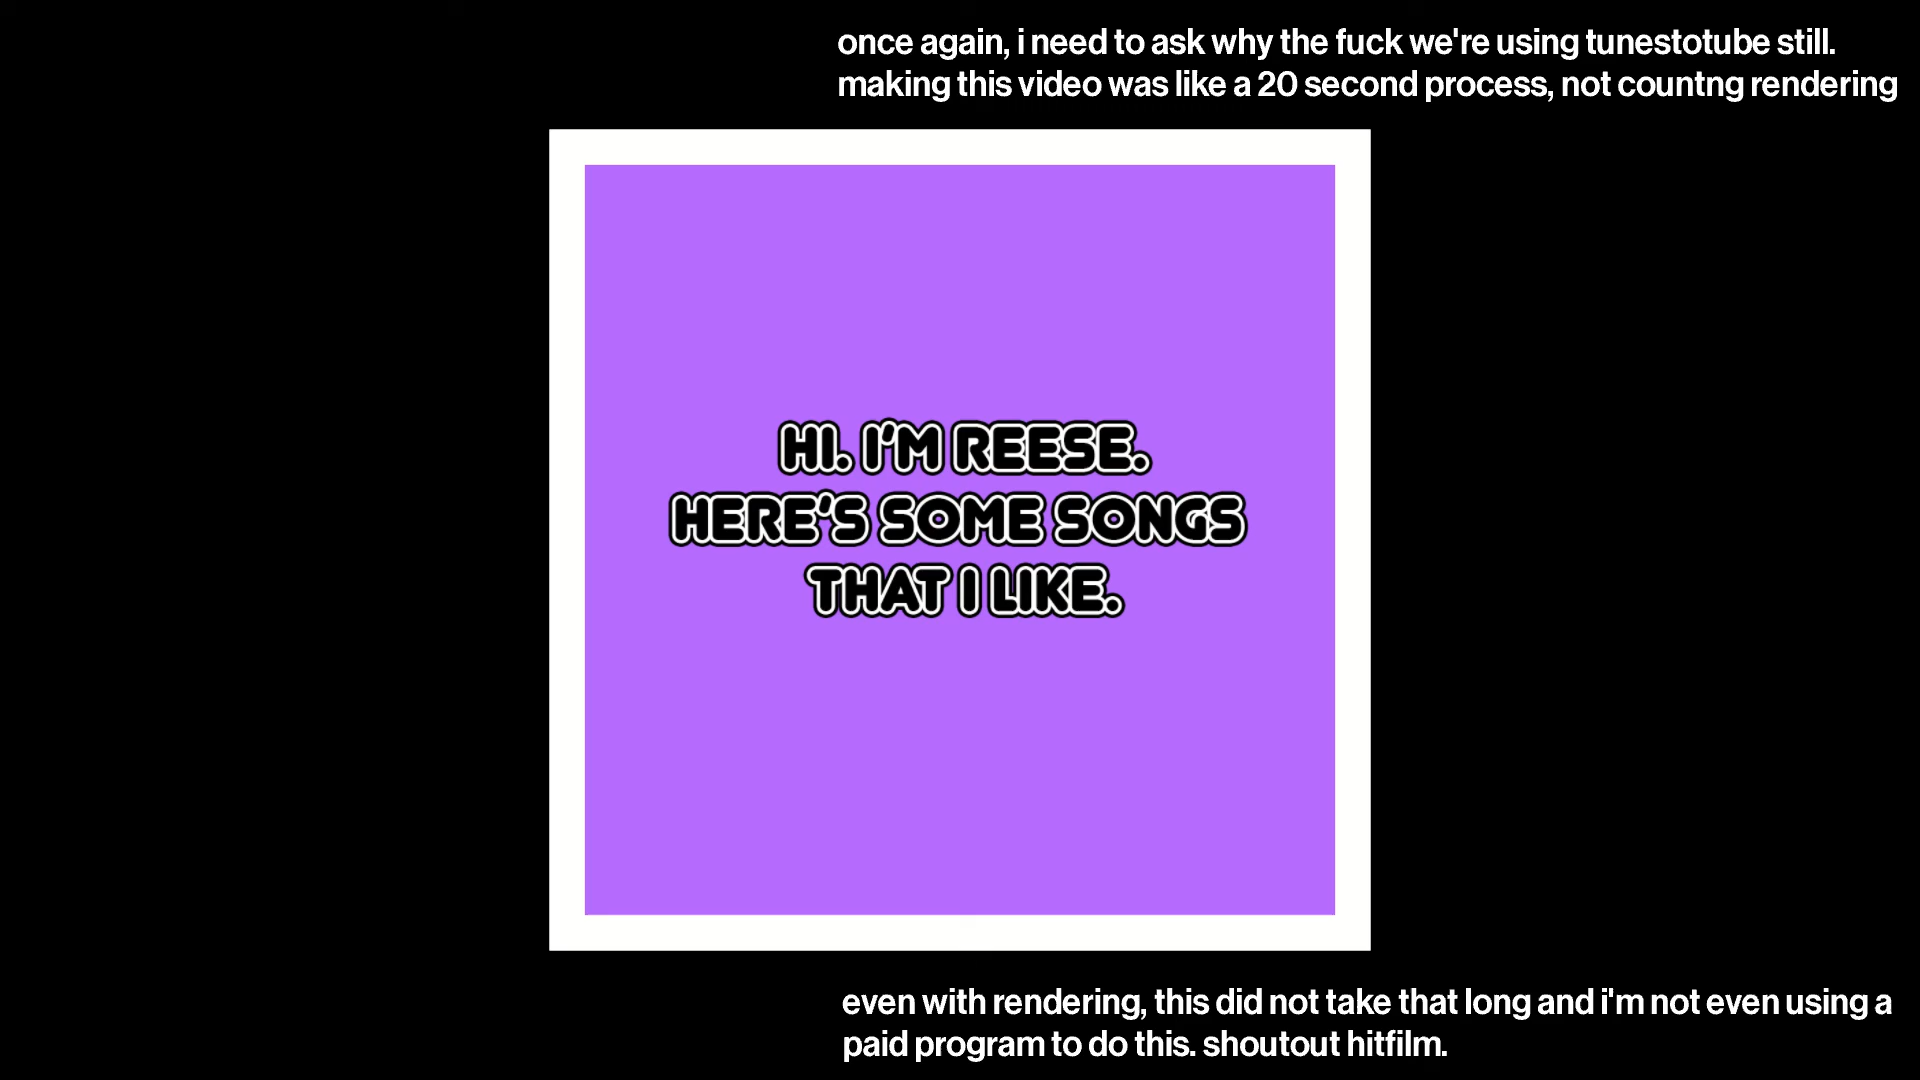 once again, i need to ask why the fuck we're using tunestotube still.
making this video was like a 20 second process, not countng rendering
HI. I'M REESE.
HERE'S SOME SONGS
THAT I LIKE.
even with rendering, this did not take that long and i'm not even using a
paid program to do this. shoutout hitfilm.